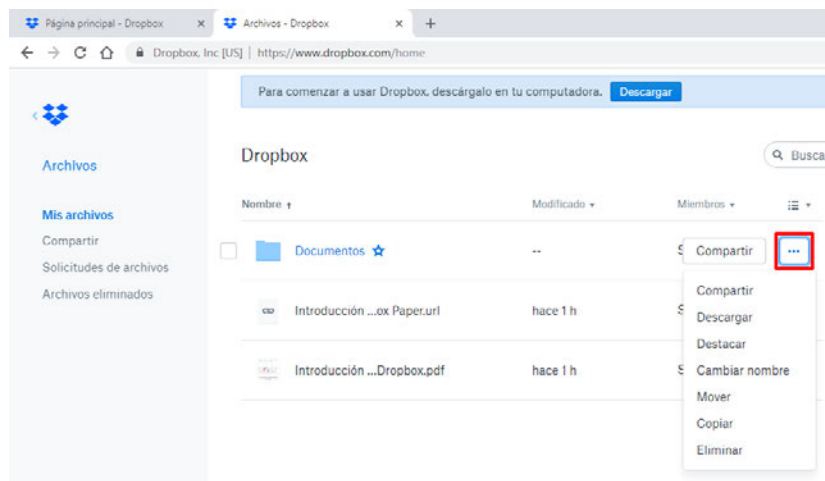 Página principal - Dropbox
Archivos - Dropbox
Dropbox, Inc [US] | https://www.dropbox.com/home
Para comenzar a usar Dropbox, descárgalo en tu computadora. Descargar
Archivos
Dropbox
Busca
Nombre ↑ Modificado Miembros
Mis archivos
Compartir
Solicitudes de archivos
Archivos eliminados
Documentos -- S Compartir ...
Introducción ...ox Paper.url hace 1 h S
Introducción ...Dropbox.pdf hace 1 h S
Compartir
Descargar
Destacar
Cambiar nombre
Mover
Copiar
Eliminar